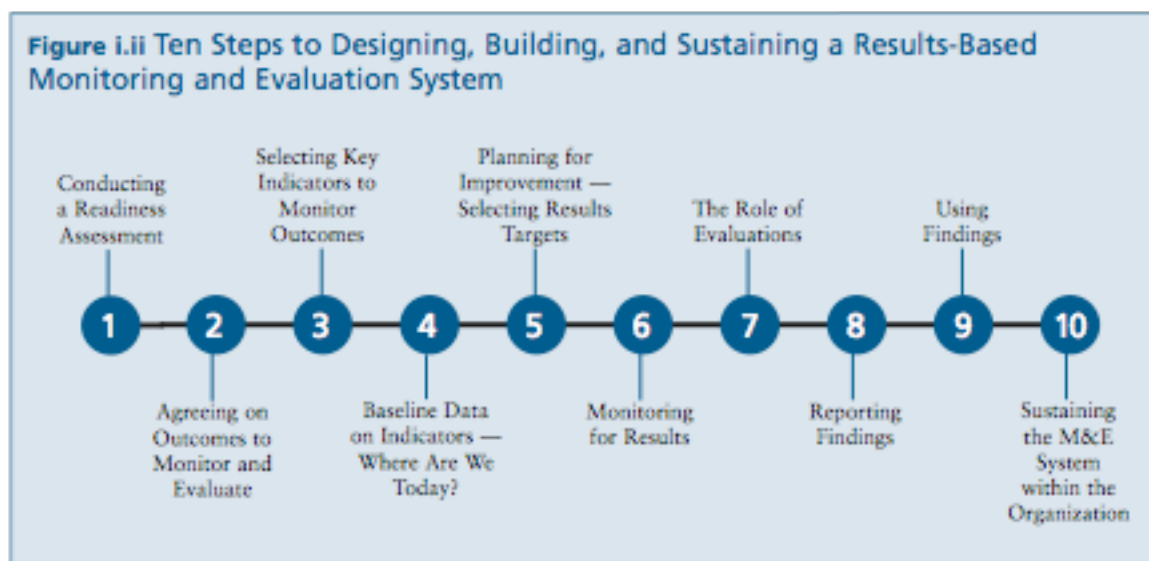 Figure i.ii Ten Steps to Designing, Building, and Sustaining a Results-Based
Monitoring and Evaluation System
Conducting
a Readiness
Assessment
Selecting Key
Indicators to
Monitor
Outcomes
Planning for
Improvement —
Selecting Results
Targets
The Role of
Evaluations
Using
Findings
1 2 3 4 5 6 7 8 9 10
Agreeing on
Outcomes to
Monitor and
Evaluate
Baseline Data
on Indicators —
Where Are We
Today?
Monitoring
for Results
Reporting
Findings
Sustaining
the M&E
System
within the
Organization